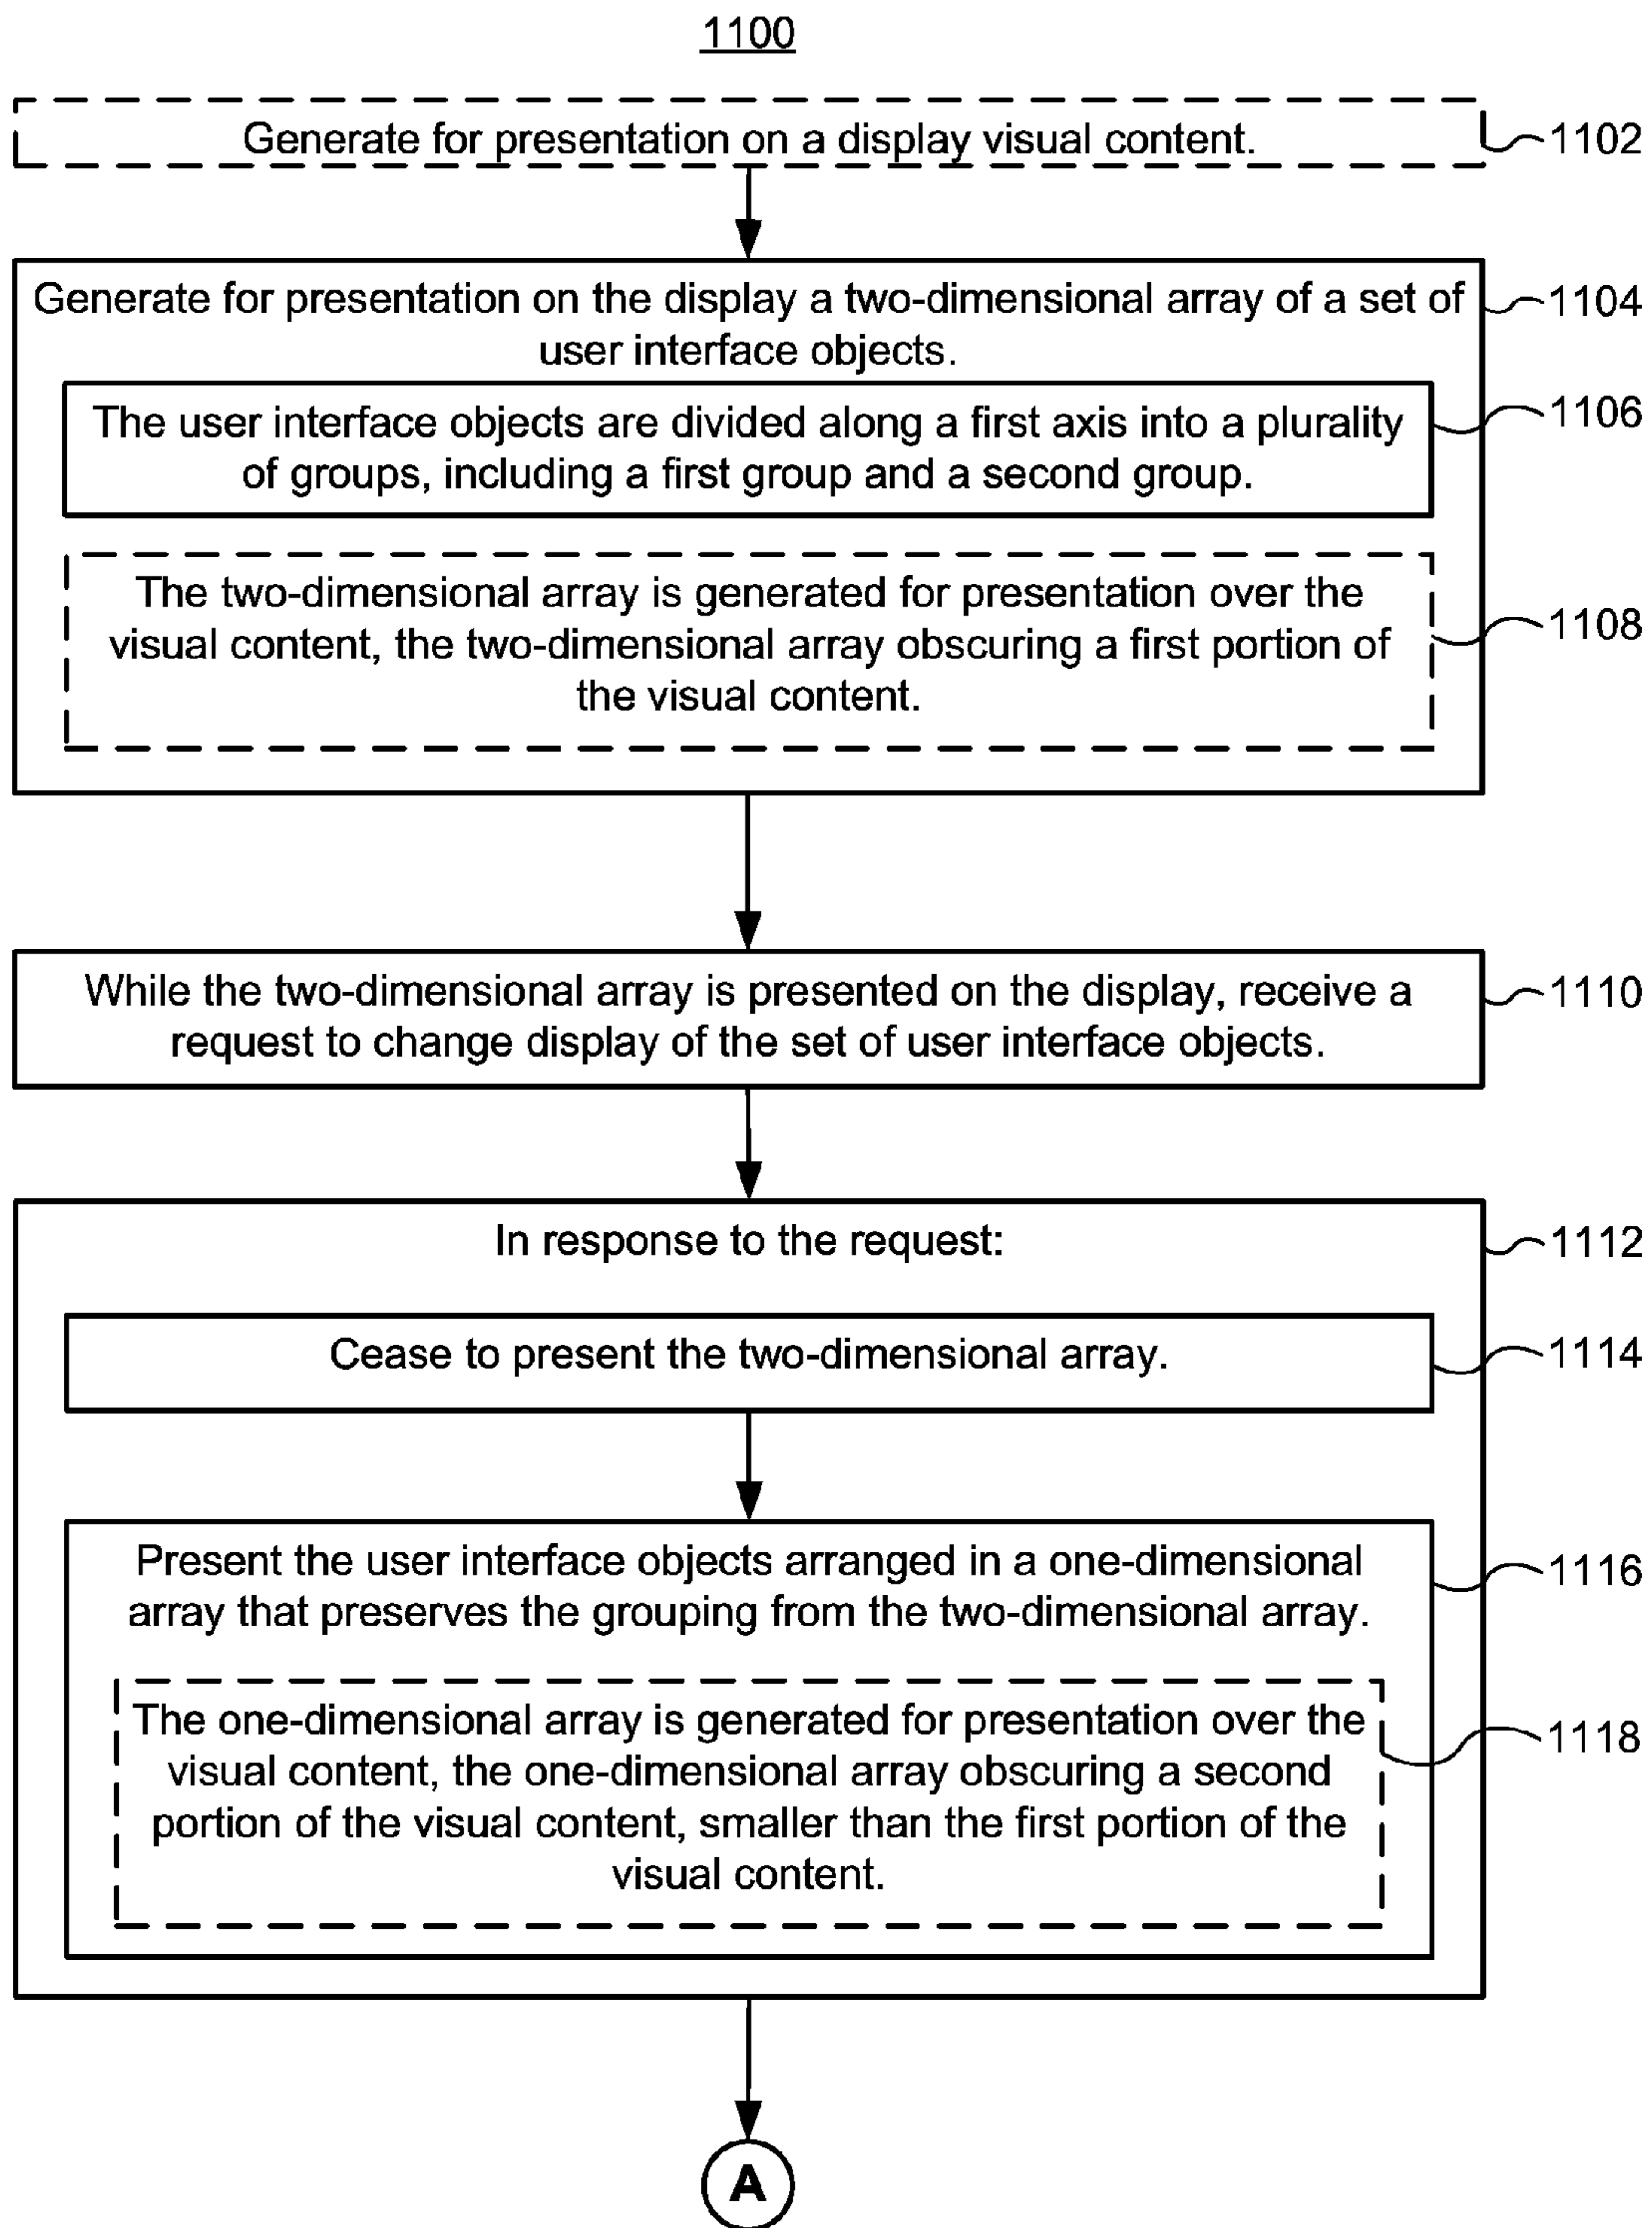 1100
Generate for presentation on a display visual content.
1102
Generate for presentation on the display a two-dimensional array of a set of
user interface objects.
1104
The user interface objects are divided along a first axis into a plurality
of groups, including a first group and a second group.
1106
The two-dimensional array is generated for presentation over the
visual content, the two-dimensional array obscuring a first portion of
the visual content.
1108
While the two-dimensional array is presented on the display, receive a
request to change display of the set of user interface objects.
1110
In response to the request:
1112
Cease to present the two-dimensional array.
1114
Present the user interface objects arranged in a one-dimensional
array that preserves the grouping from the two-dimensional array.
1116
The one-dimensional array is generated for presentation over the
visual content, the one-dimensional array obscuring a second
portion of the visual content, smaller than the first portion of the
visual content.
1118
A